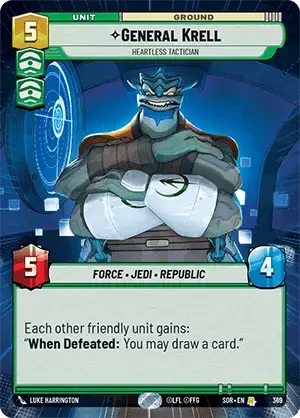 UNIT GROUND
5
✧General Krell
HEARTLESS TACTICIAN
5
4
FORCE • JEDI • REPUBLIC
Each other friendly unit gains:
“When Defeated: You may draw a card.”
LUKE HARRINGTON ©LFL ©FFG SOR • EN R 369